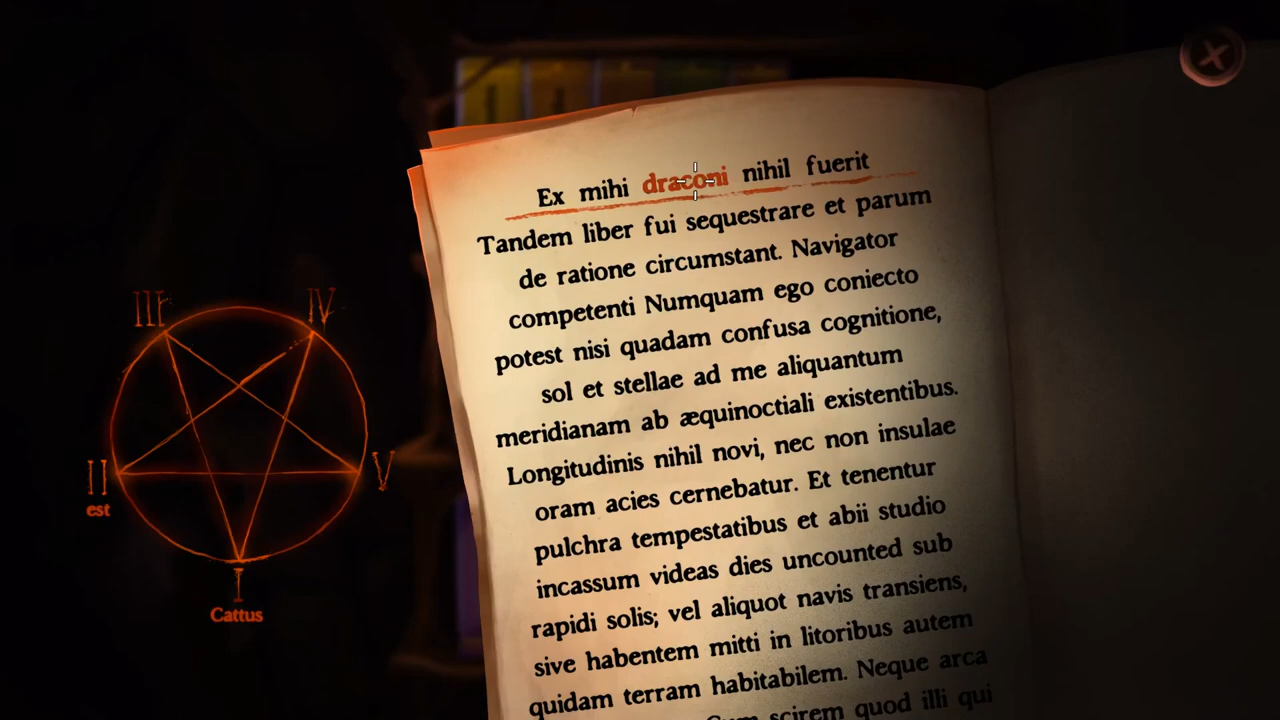 III IV
II V
est
I
Cattus
Ex mihi draconi nihil fuerit
Tandem liber fui sequestrare et parum
de ratione circumstant. Navigator
competenti Numquam ego coniecto
potest nisi quadam confusa cognitione,
sol et stellae ad me aliquantum
meridianam ab æquinoctiali existentibus.
Longitudinis nihil novi, nec non insulae
oram acies cernebatur. Et tenentur
pulchra tempestatibus et abii studio
incassum videas dies uncounted sub
rapidi solis; vel aliquot navis transiens,
sive habentem mitti in litoribus autem
quidam terram habitabilem. Neque arca
scirem quod illi qui